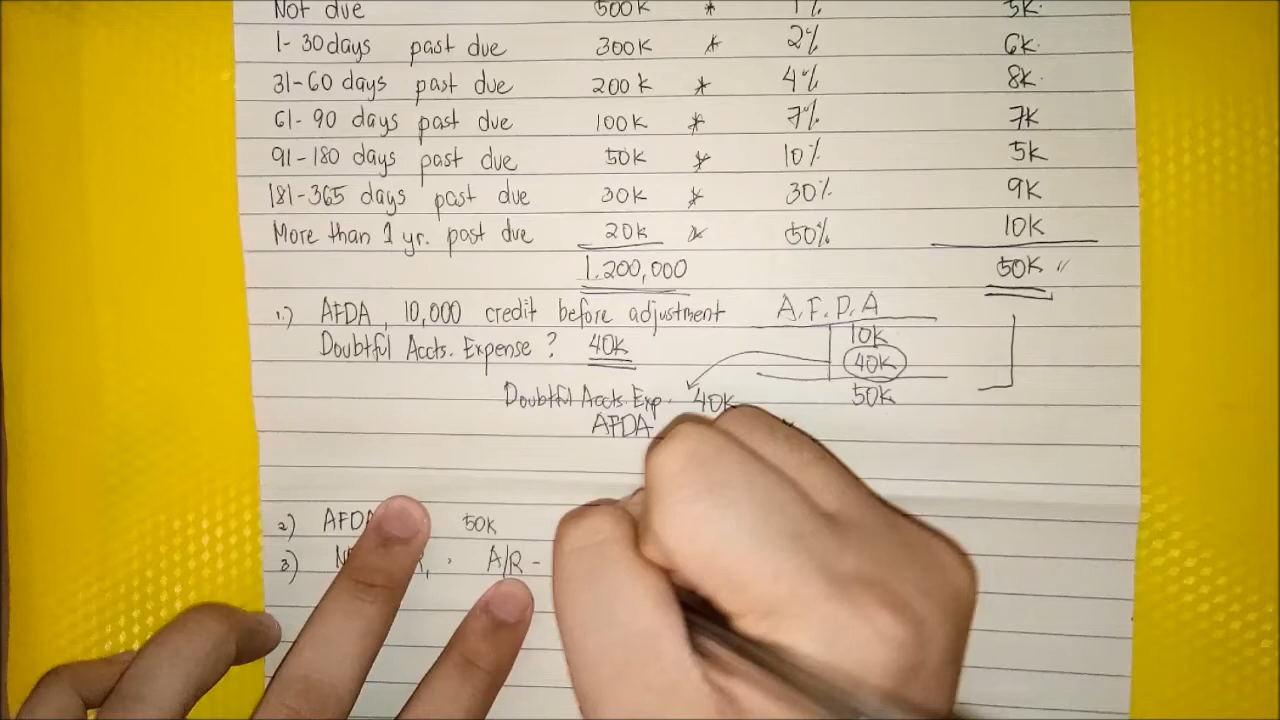 Not due 500K * 1% 5K.
1-30 days past due 300K * 2% 6K.
31-60 days past due 200K * 4% 8K.
61-90 days past due 100K * 7% 7K
91-180 days past due 50K * 10% 5K
181-365 days past due 30K * 30% 9K
More than 1 yr. past due 20K * 50% 10K
1,200,000 50K //
1.) AFDA, 10,000 credit before adjustment A.F.D.A
10K
Doubtful Accts. Expense? 40K 40K
Doubtful Accts. Exp. 40K 50K
AFDA
2) AFDA 50K
3) A/R -